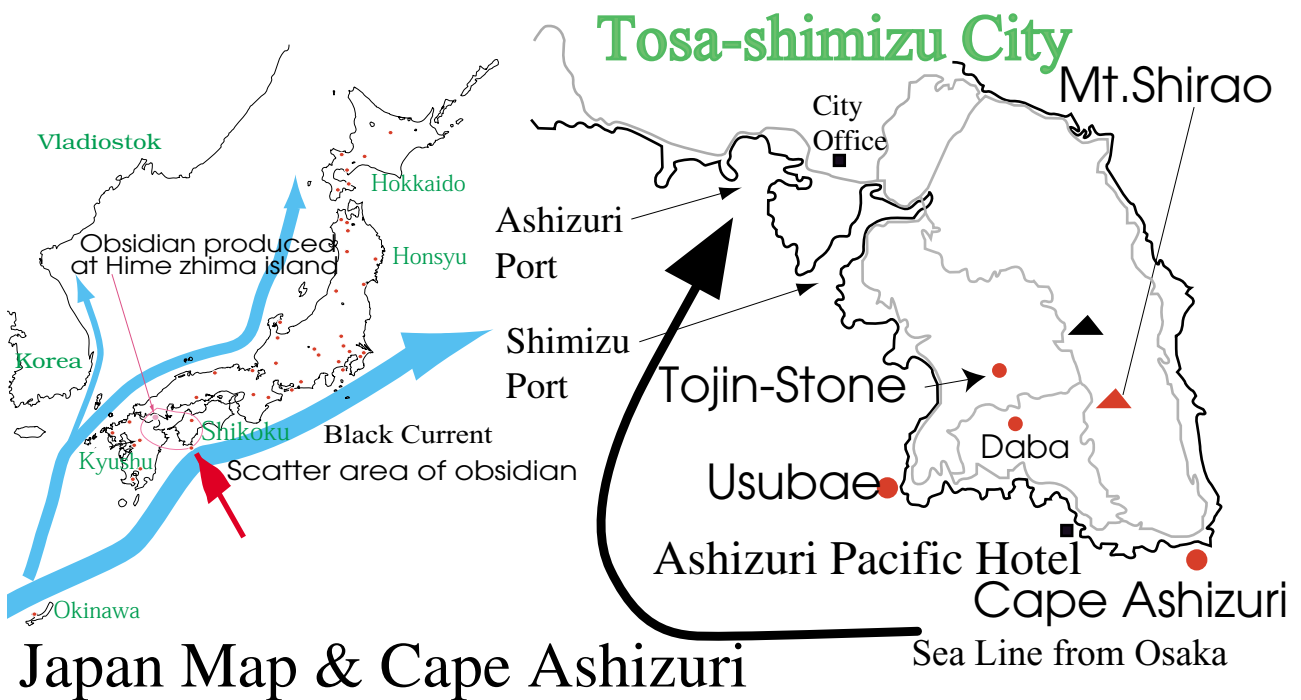 Tosa-shimizu City
Mt.Shirao
City
Office
Vladiostok
Hokkaido
Ashizuri
Port
Obsidian produced
at Hime zhima island
Honsyu
Shimizu
Port
Korea
Tojin-Stone
Shikoku
Black Current
Daba
Kyushu
Scatter area of obsidian
Usubae
Ashizuri Pacific Hotel
Cape Ashizuri
Okinawa
Sea Line from Osaka
Japan Map & Cape Ashizuri